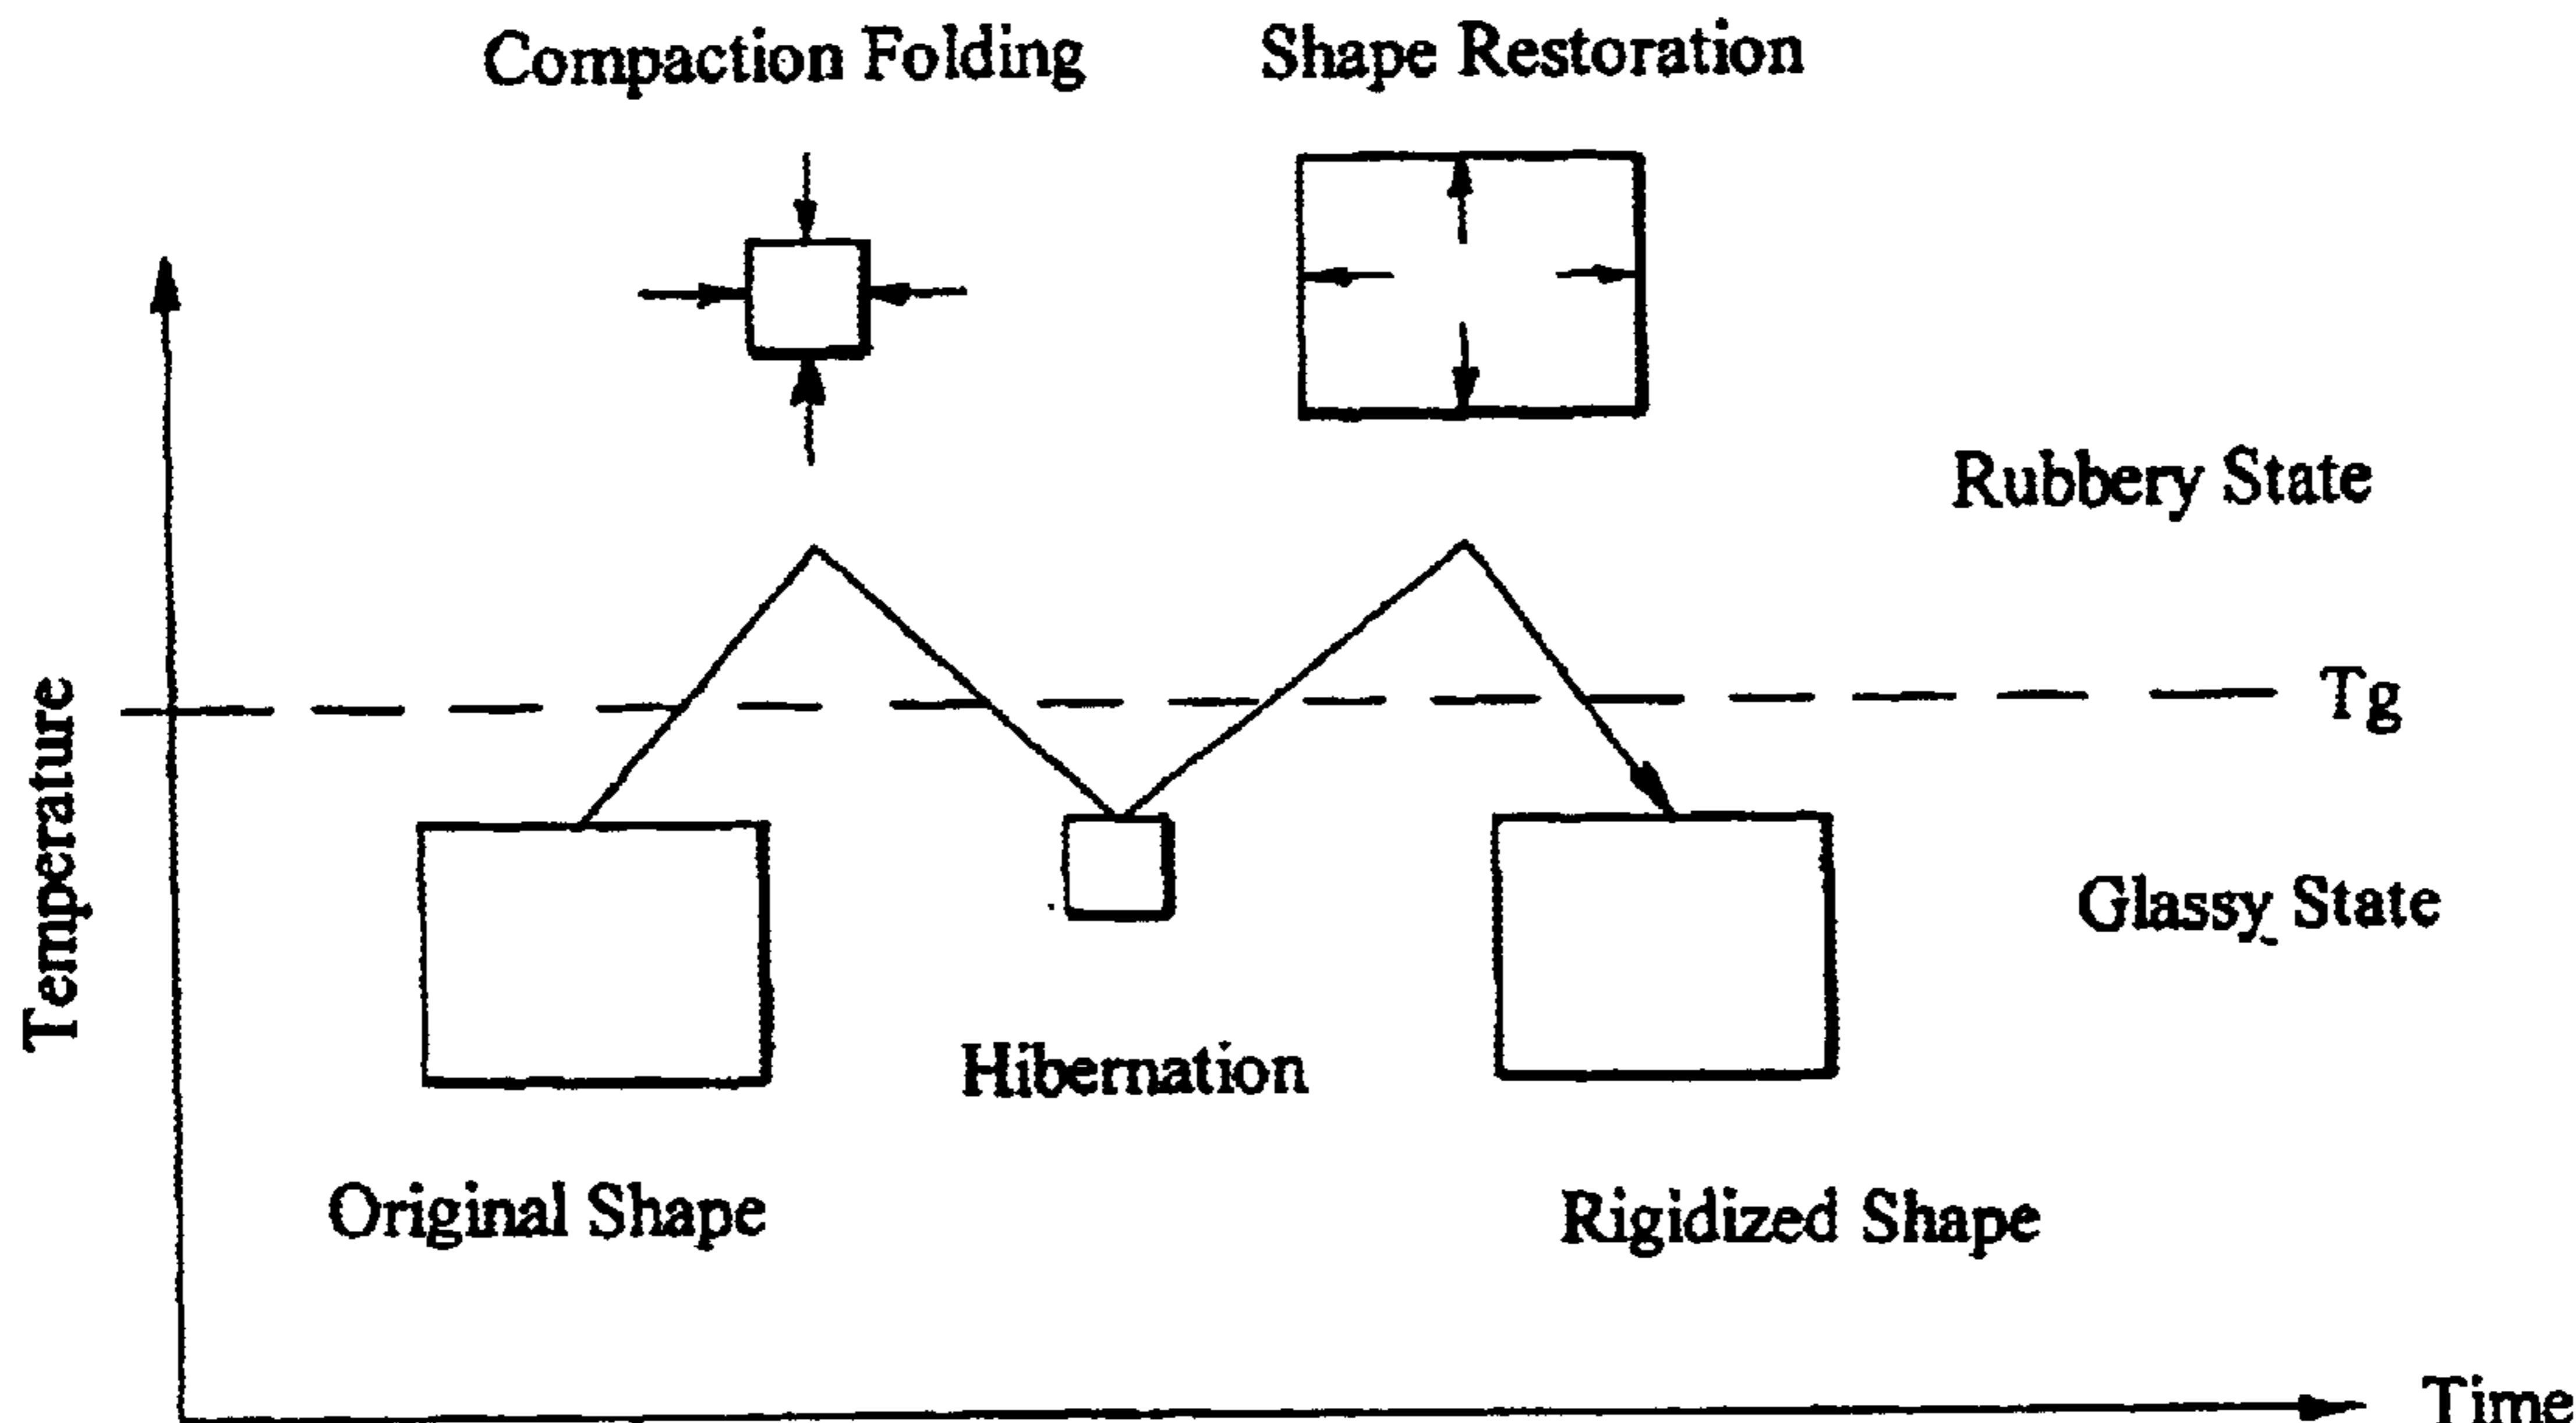 Compaction Folding
Shape Restoration
Rubbery State
Tg
Temperature
Glassy State
Hibernation
Original Shape
Rigidized Shape
Time